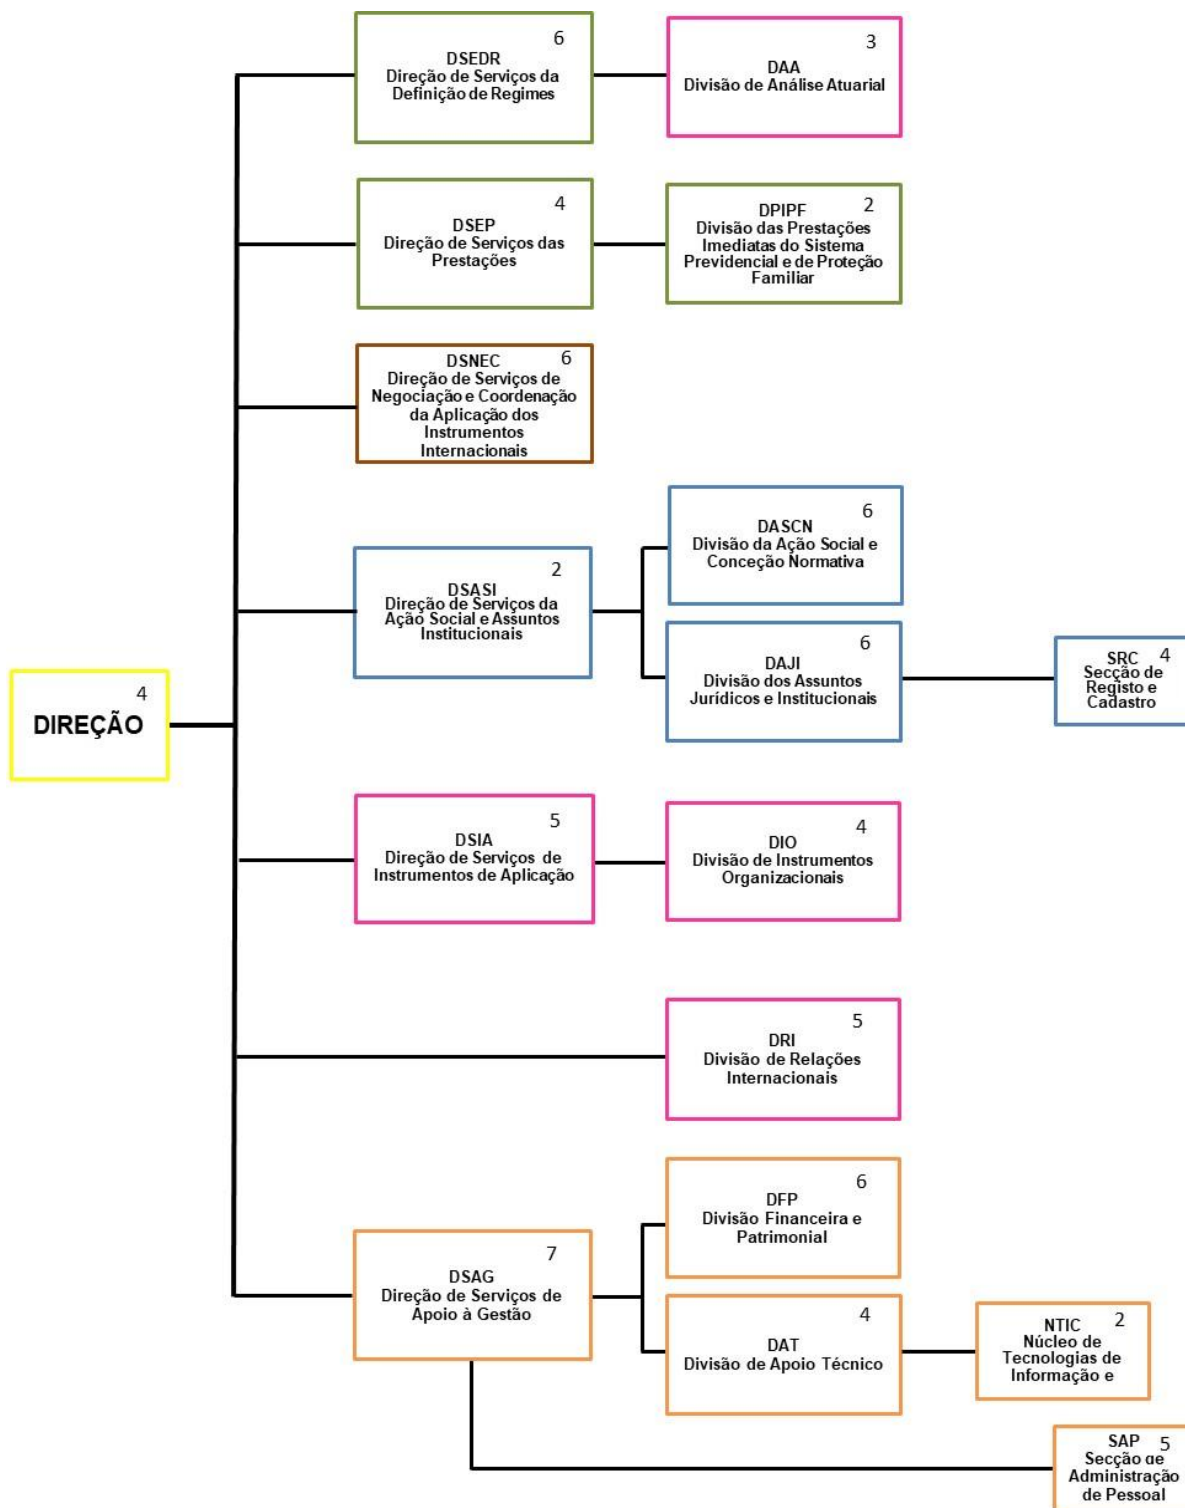 6
DSEDR
Direção de Serviços da
Definição de Regimes
3
DAA
Divisão de Análise Atuarial
4
DSEP
Direção de Serviços das
Prestações
2
DPIPF
Divisão das Prestações
Imediatas do Sistema
Previdencial e de Proteção
Familiar
6
DSNEC
Direção de Serviços de
Negociação e Coordenação
da Aplicação dos
Instrumentos
Internacionais
6
DASCN
Divisão da Ação Social e
Conceção Normativa
2
DSASI
Direção de Serviços da
Ação Social e Assuntos
Institucionais
6
DAJI
Divisão dos Assuntos
Jurídicos e Institucionais
4
SRC
Secção de
Registo e
Cadastro
4
DIREÇÃO
5
DSIA
Direção de Serviços de
Instrumentos de Aplicação
4
DIO
Divisão de Instrumentos
Organizacionais
5
DRI
Divisão de Relações
Internacionais
6
DFP
Divisão Financeira e
Patrimonial
7
DSAG
Direção de Serviços de
Apoio à Gestão
4
DAT
Divisão de Apoio Técnico
2
NTIC
Núcleo de
Tecnologias de
Informação e
5
SAP
Secção de
Administração
de Pessoal